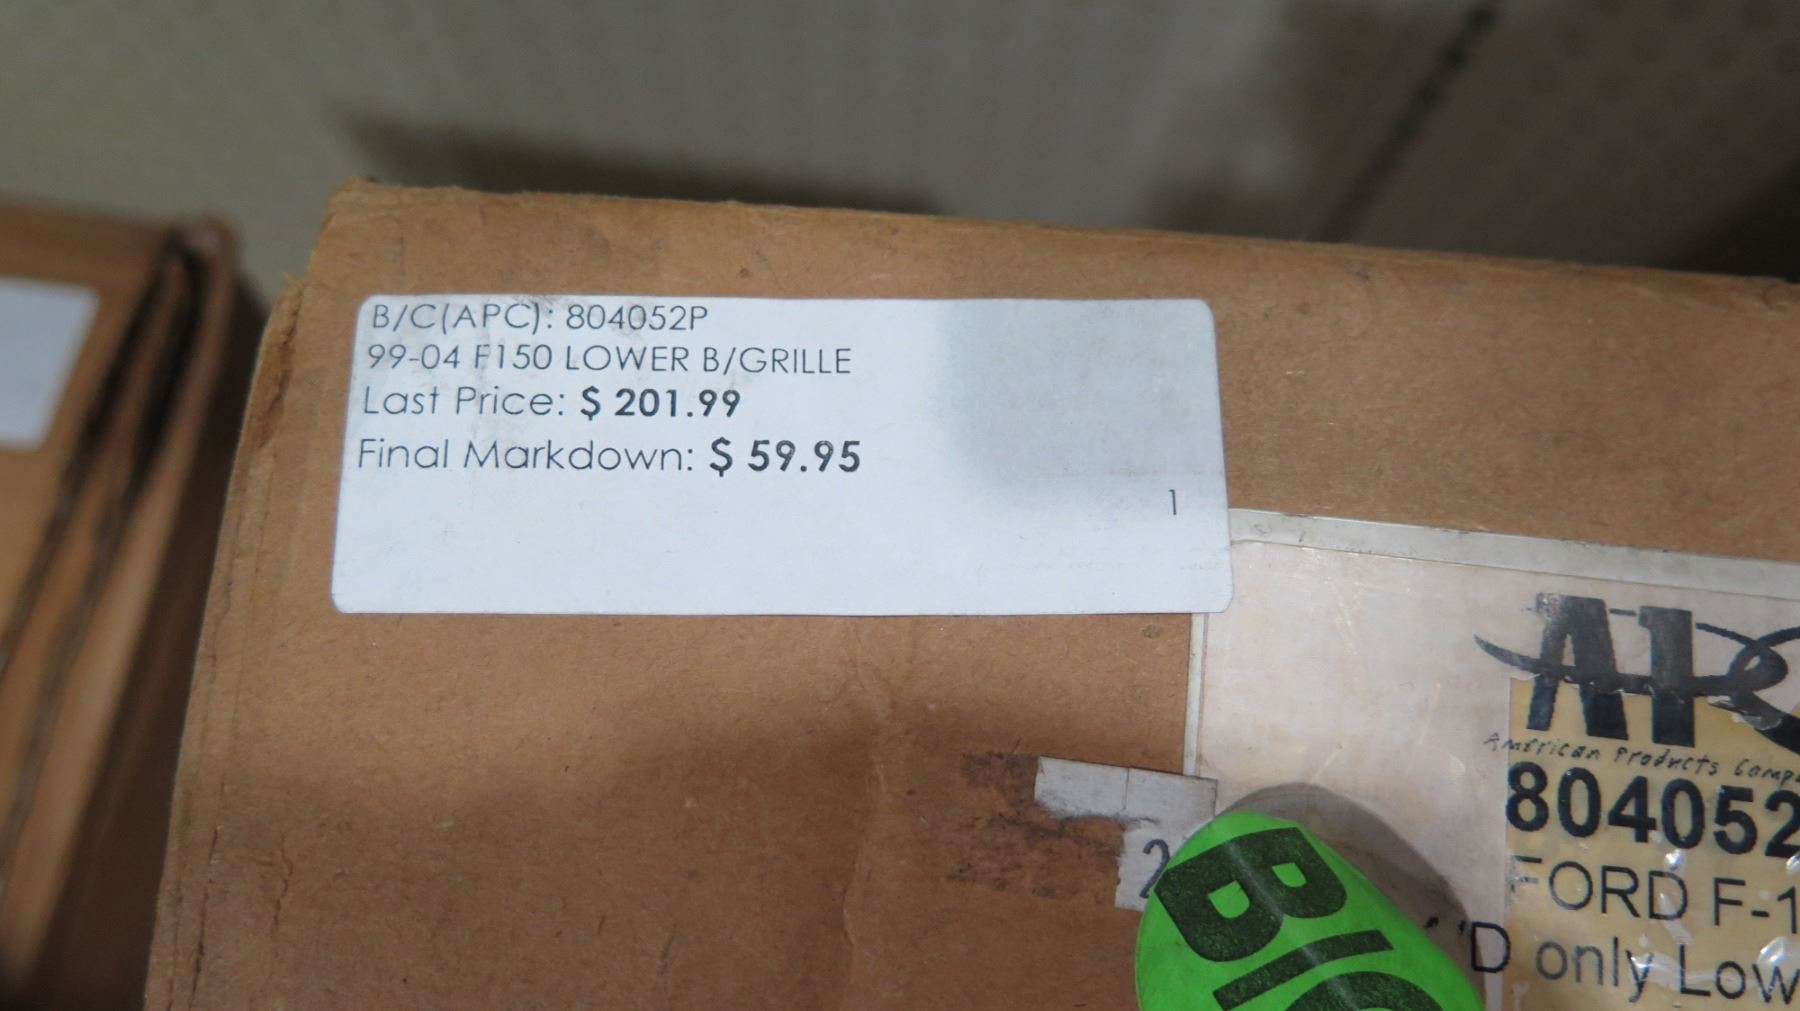 B/C(APC): 804052P
99-04 F150 LOWER B/GRILLE
Last Price: $ 201.99
Final Markdown: $ 59.95
1
American Products
804052
FORD F-1
only Low
2